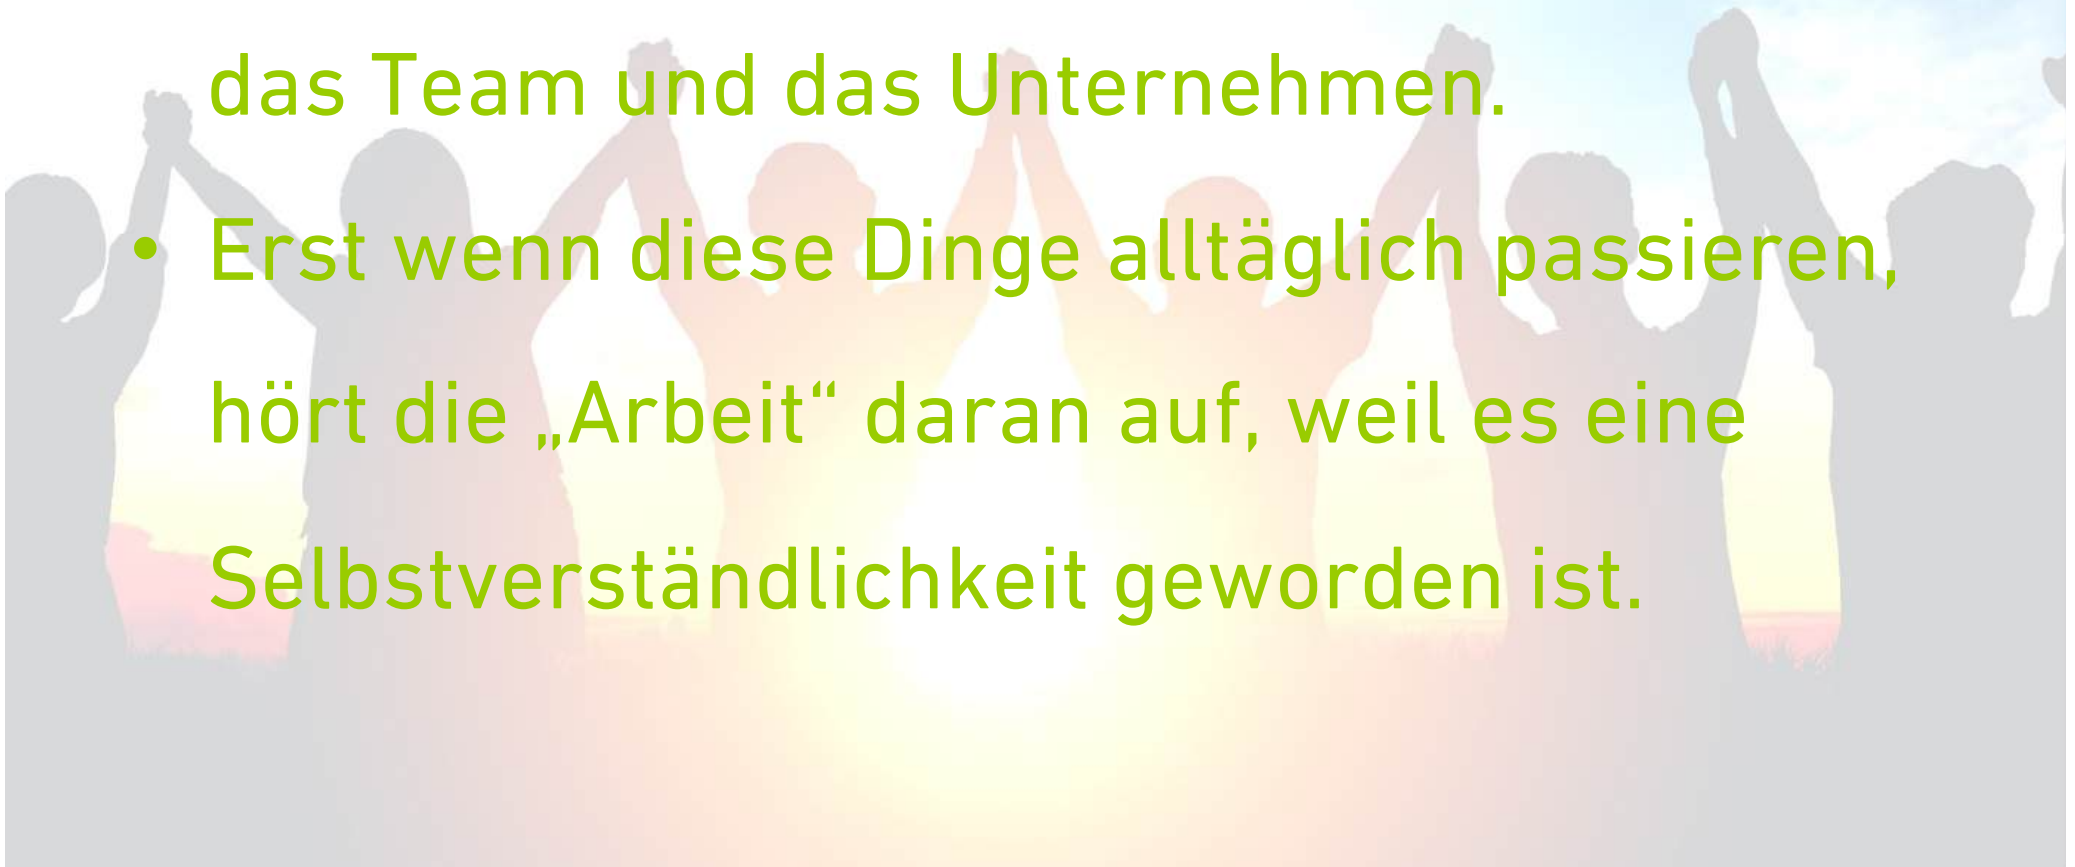 das Team und das Unternehmen.
• Erst wenn diese Dinge alltäglich passieren,
hört die „Arbeit“ daran auf, weil es eine
Selbstverständlichkeit geworden ist.